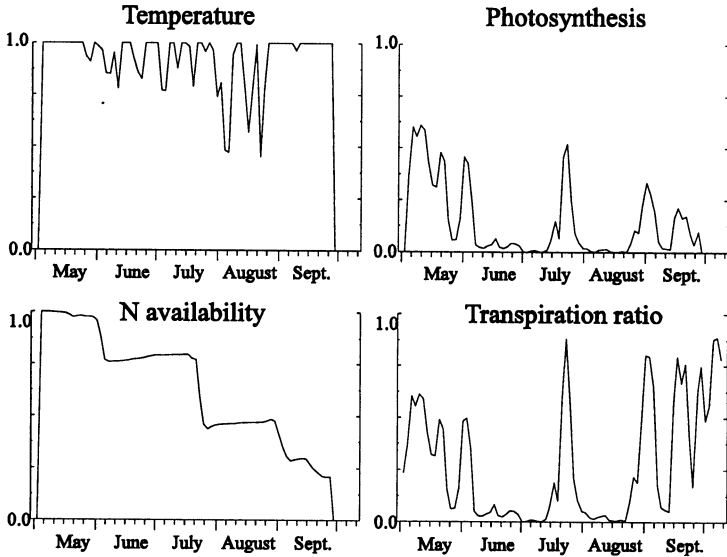 Temperature
Photosynthesis
1.0
1.0
0.0
0.0
May June July August Sept.
May June July August Sept.
N availability
Transpiration ratio
1.0
1.0
0.0
0.0
May June July August Sept.
May June July August Sept.